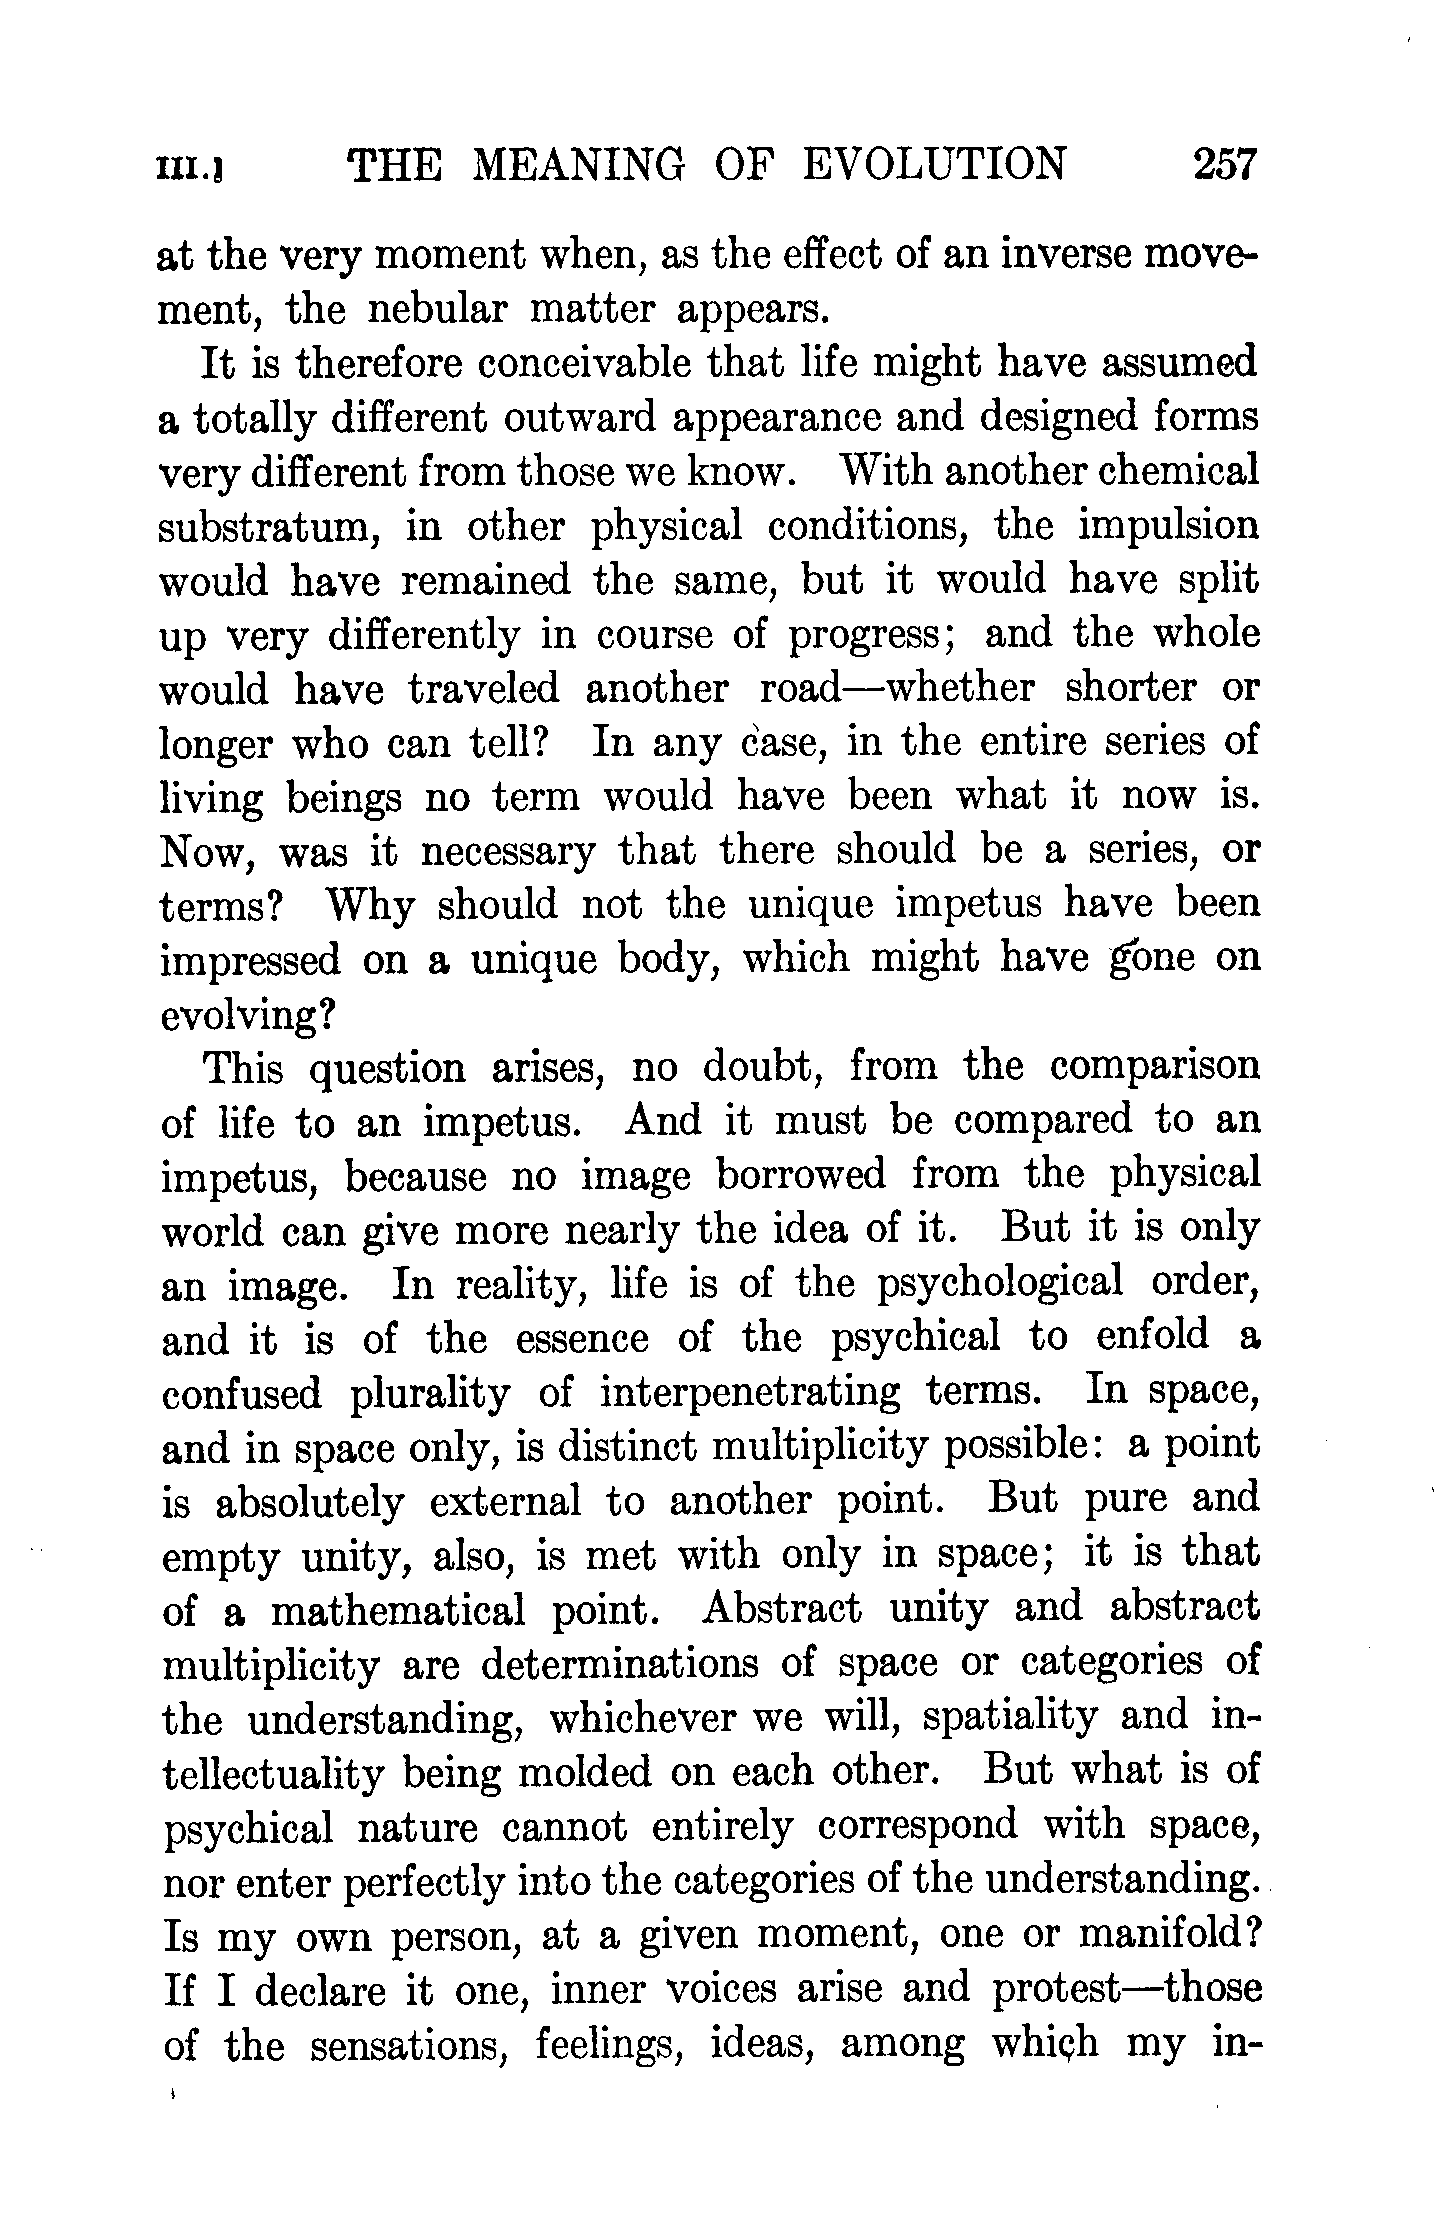 III.] THE MEANING OF EVOLUTION 257
at the very moment when, as the effect of an inverse move-
ment, the nebular matter appears.
It is therefore conceivable that life might have assumed
a totally different outward appearance and designed forms
very different from those we know. With another chemical
substratum, in other physical conditions, the impulsion
would have remained the same, but it would have split
up very differently in course of progress; and the whole
would have traveled another road—whether shorter or
longer who can tell? In any case, in the entire series of
living beings no term would have been what it now is.
Now, was it necessary that there should be a series, or
terms? Why should not the unique impetus have been
impressed on a unique body, which might have gone on
evolving?
This question arises, no doubt, from the comparison
of life to an impetus. And it must be compared to an
impetus, because no image borrowed from the physical
world can give more nearly the idea of it. But it is only
an image. In reality, life is of the psychological order,
and it is of the essence of the psychical to enfold a
confused plurality of interpenetrating terms. In space,
and in space only, is distinct multiplicity possible: a point
is absolutely external to another point. But pure and
empty unity, also, is met with only in space; it is that
of a mathematical point. Abstract unity and abstract
multiplicity are determinations of space or categories of
the understanding, whichever we will, spatiality and in-
tellectuality being molded on each other. But what is of
psychical nature cannot entirely correspond with space,
nor enter perfectly into the categories of the understanding.
Is my own person, at a given moment, one or manifold?
If I declare it one, inner voices arise and protest—those
of the sensations, feelings, ideas, among which my in-